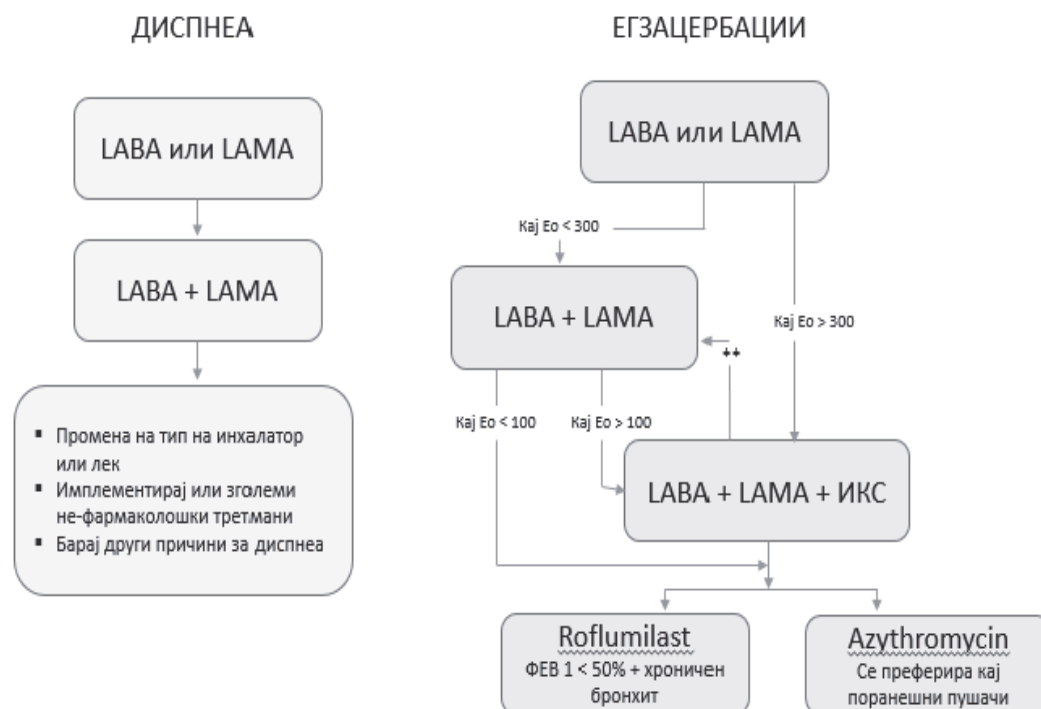 ДИСПНЕА
LABA или LAMA
LABA + LAMA
▪ Промена на тип на инхалатор
или лек
▪ Имплементирај или зголеми
не-фармаколошки третмани
▪ Барај други причини за диспнеа
ЕГЗАЦЕРБАЦИИ
LABA или LAMA
Кај Ео < 300
LABA + LAMA
Кај Ео > 300
++
Кај Ео < 100
Кај Ео > 100
LABA + LAMA + ИКС
Roflumilast
ФЕВ 1 < 50% + хроничен
бронхит
Azythromycin
Се преферира кај
поранешни пушачи